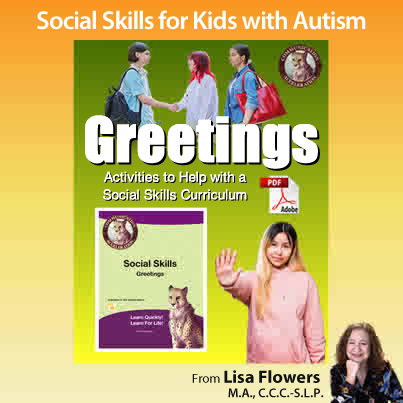 Social Skills for Kids with Autism
Greetings
Activities to Help with a
Social Skills Curriculum
PDF
Adobe
Social Skills
Greetings
Learn Quickly!
Learn For Life!
From Lisa Flowers
M.A., C.C.C.-S.L.P.